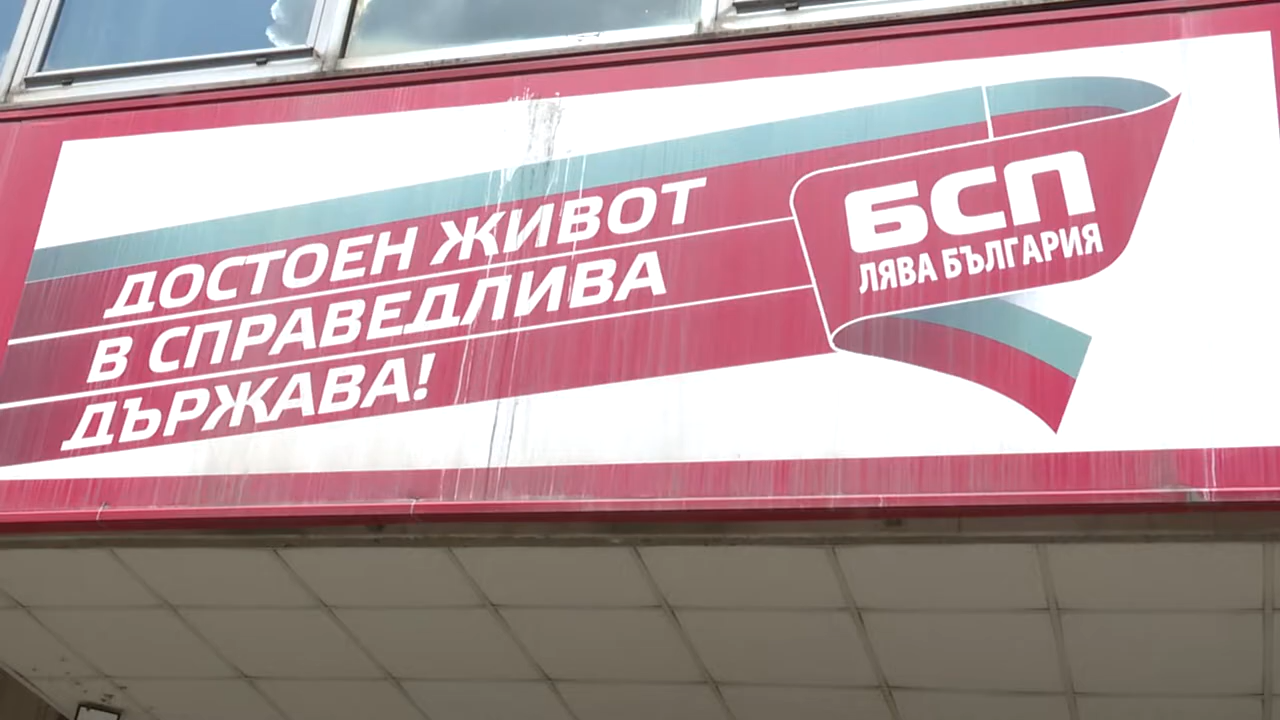 ДОСТОЕН ЖИВОТ
В СПРАВЕДЛИВА
ДЪРЖАВА!
БСП
ЛЯВА БЪЛГАРИЯ